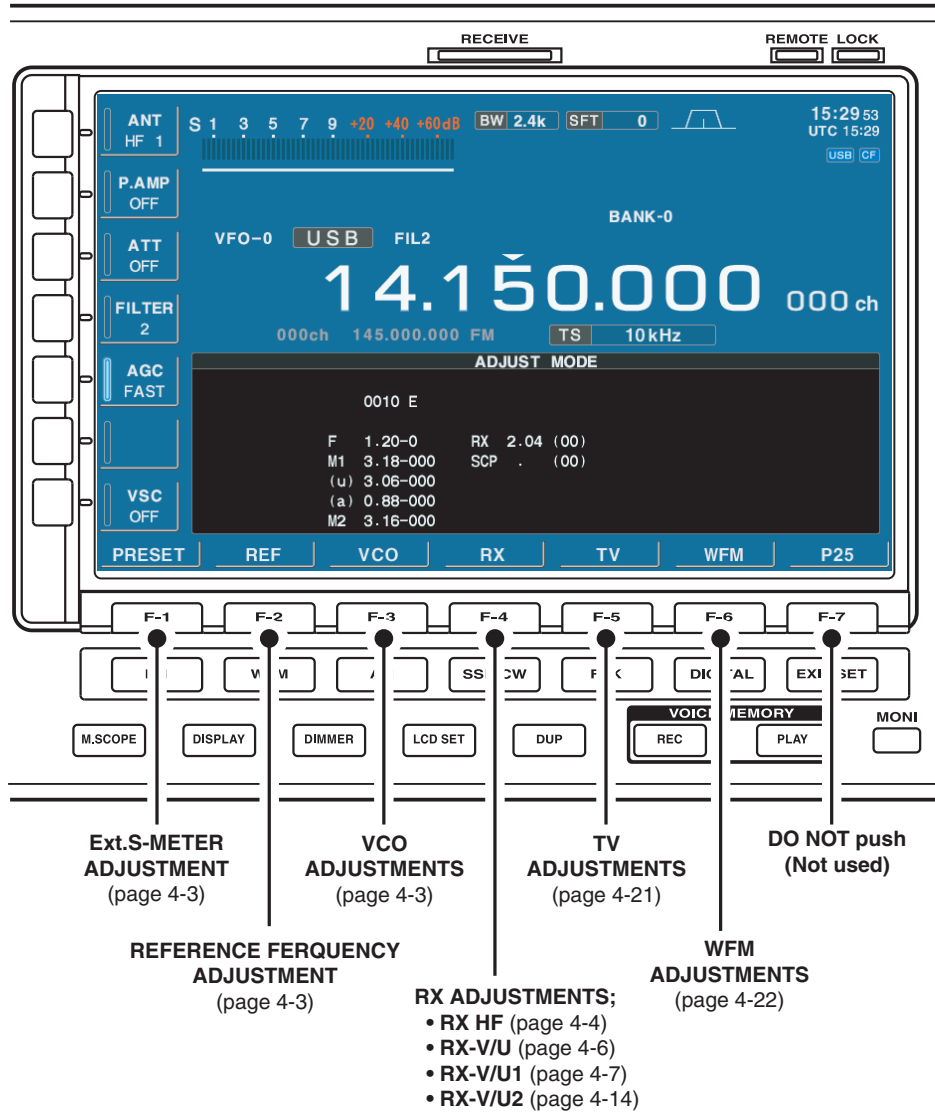 RECEIVE
REMOTE LOCK
ANT
HF 1
S 1 3 5 7 9 +20 +40 +60dB
BW 2.4k
SFT 0
15:29 53
UTC 15:29
USB CF
P.AMP
OFF
BANK-0
VFO-0 USB FIL2
ATT
OFF
14.150.000
000 ch
FILTER
2
000ch 145.000.000 FM
TS 10kHz
AGC
FAST
ADJUST MODE
0010 E
F 1.20-0 RX 2.04 (00)
M1 3.18-000 SCP . (00)
(u) 3.06-000
(a) 0.88-000
M2 3.16-000
VSC
OFF
PRESET REF VCO RX TV WFM P25
F-1 F-2 F-3 F-4 F-5 F-6 F-7
VOICE MEMORY
MONI
M.SCOPE DISPLAY DIMMER LCD SET DUP REC PLAY
Ext.S-METER
ADJUSTMENT
(page 4-3)
VCO
ADJUSTMENTS
(page 4-3)
TV
ADJUSTMENTS
(page 4-21)
DO NOT push
(Not used)
REFERENCE FERQUENCY
ADJUSTMENT
(page 4-3)
WFM
ADJUSTMENTS
(page 4-22)
RX ADJUSTMENTS;
• RX HF (page 4-4)
• RX-V/U (page 4-6)
• RX-V/U1 (page 4-7)
• RX-V/U2 (page 4-14)